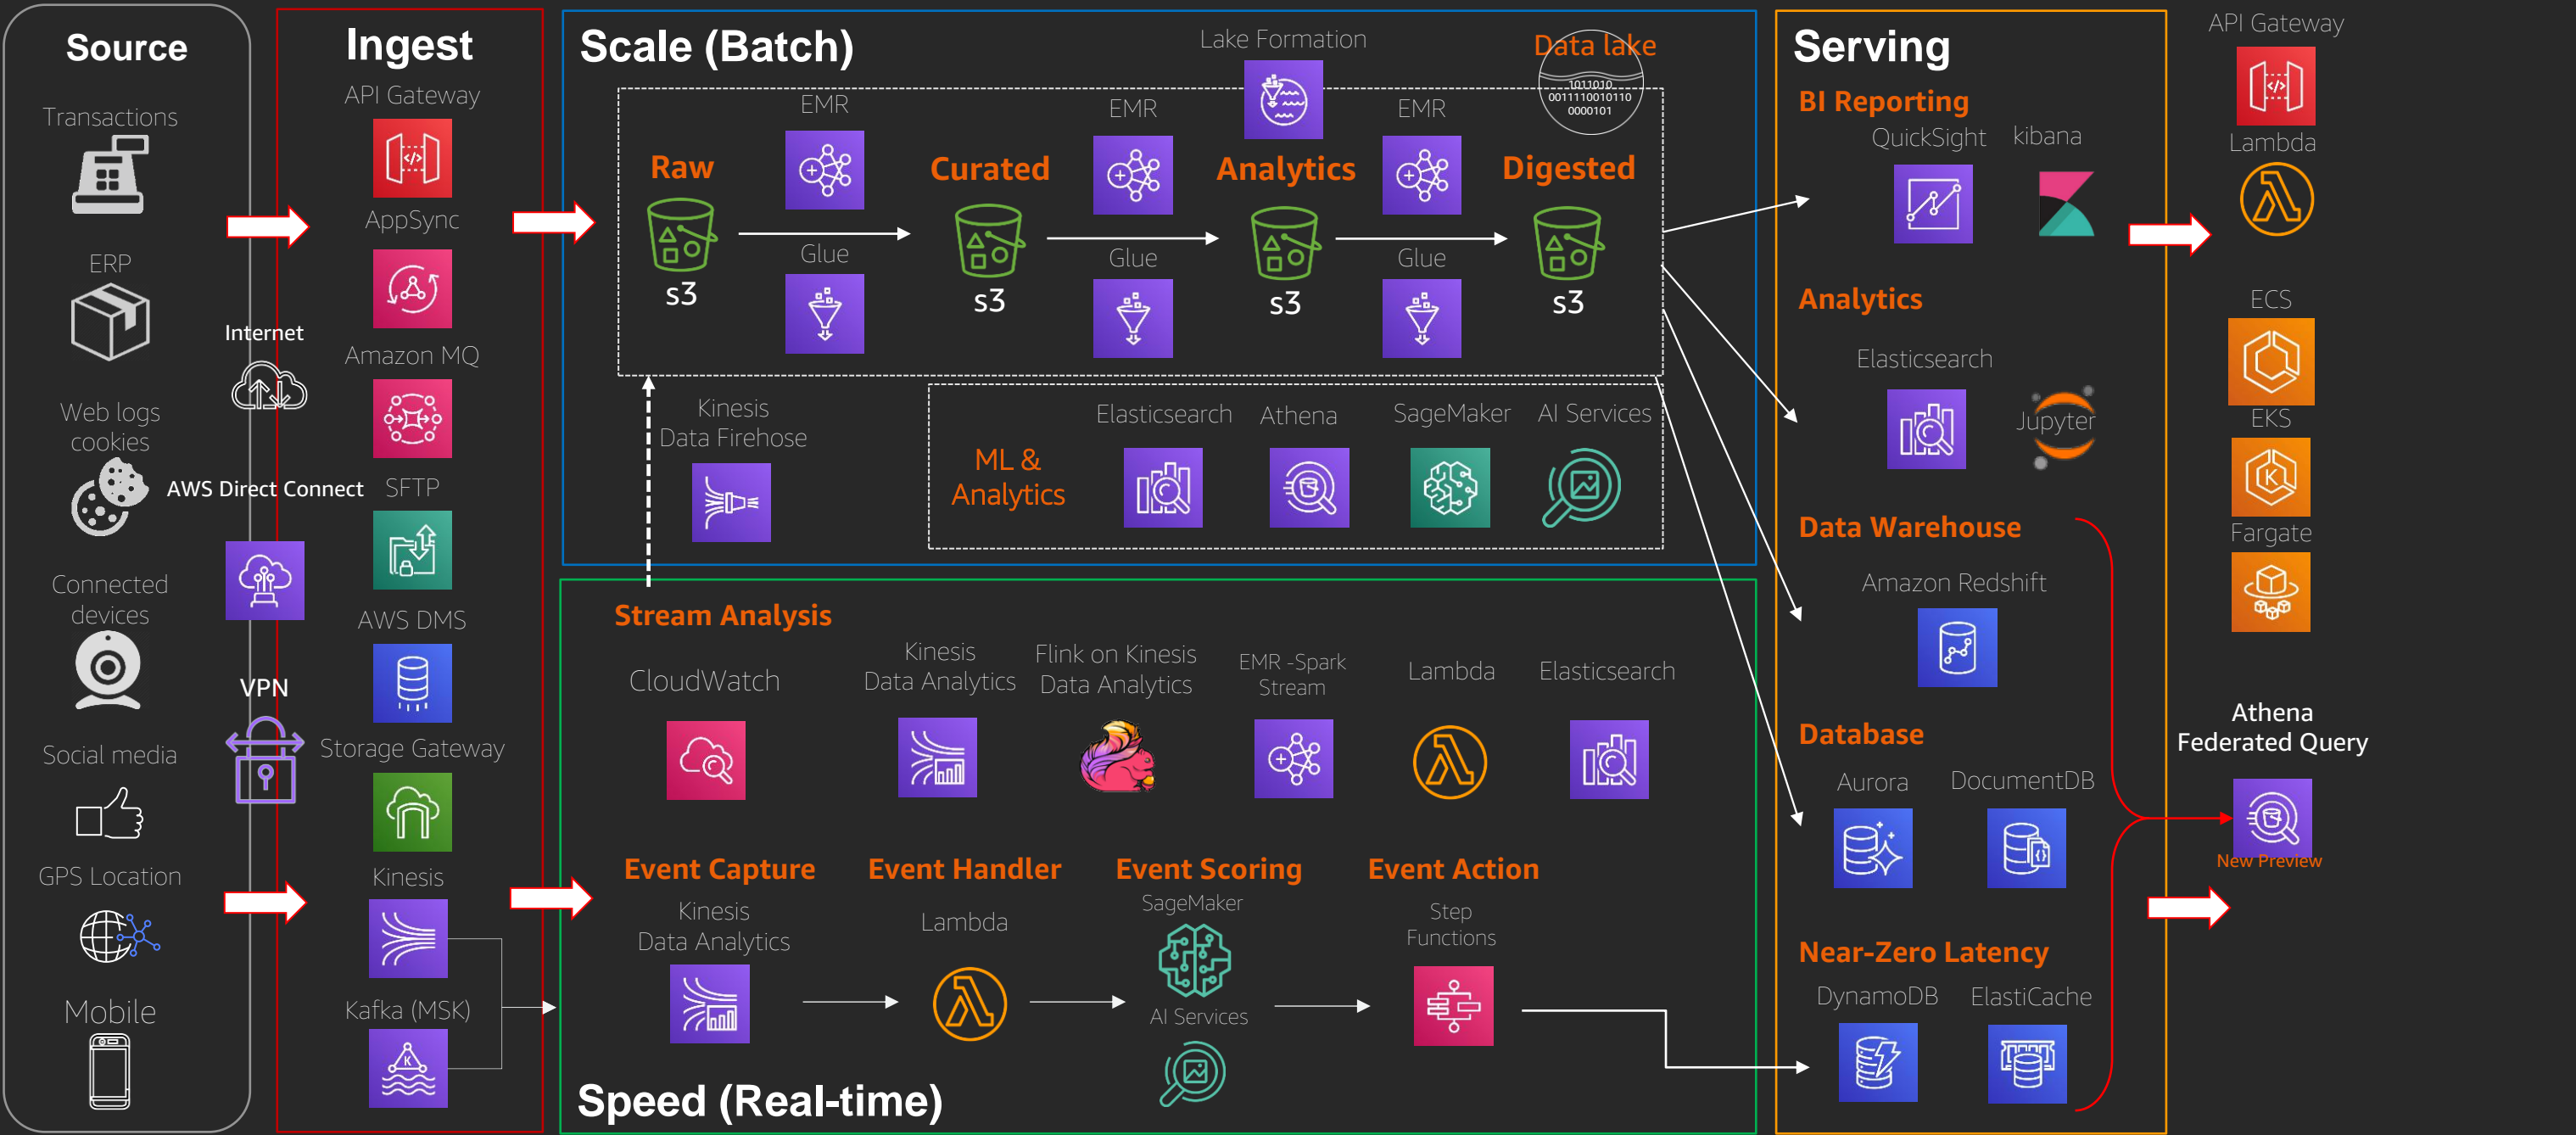 Source
Transactions
ERP
Web logs
cookies
Connected
devices
Social media
GPS Location
Mobile
Internet
AWS Direct Connect
VPN
Ingest
API Gateway
AppSync
Amazon MQ
SFTP
AWS DMS
Storage Gateway
Kinesis
Kafka (MSK)
K
Scale (Batch)
Lake Formation
Data lake
1011010
0011110010110
0000101
Raw
s3
EMR
Glue
Curated
s3
EMR
Glue
Analytics
s3
EMR
Glue
Digested
s3
Kinesis
Data Firehose
ML &
Analytics
Elasticsearch
Athena
SageMaker
AI Services
Stream Analysis
CloudWatch
Kinesis
Data Analytics
Flink on Kinesis
Data Analytics
EMR -Spark
Stream
Lambda
Elasticsearch
Event Capture
Kinesis
Data Analytics
Event Handler
Lambda
Event Scoring
SageMaker
AI Services
Event Action
Step
Functions
Speed (Real-time)
Serving
BI Reporting
QuickSight
kibana
Analytics
Elasticsearch
Jupyter
Data Warehouse
Amazon Redshift
Database
Aurora
DocumentDB
Near-Zero Latency
DynamoDB
ElastiCache
API Gateway
Lambda
ECS
EKS
K
Fargate
Athena
Federated Query
New Preview